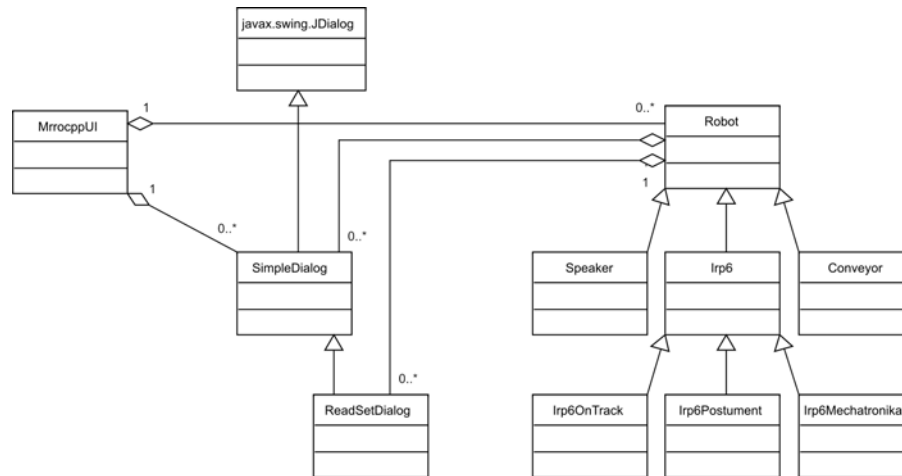 javax.swing.JDialog
1
0..*
MrrocppUI
Robot
1
1
0..*
0..*
SimpleDialog
Speaker
Irp6
Conveyor
0..*
ReadSetDialog
Irp6OnTrack
Irp6Postument
Irp6Mechatronika